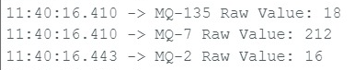 11:40:16.410 -> MQ-135 Raw Value: 18
11:40:16.410 -> MQ-7 Raw Value: 212
11:40:16.443 -> MQ-2 Raw Value: 16